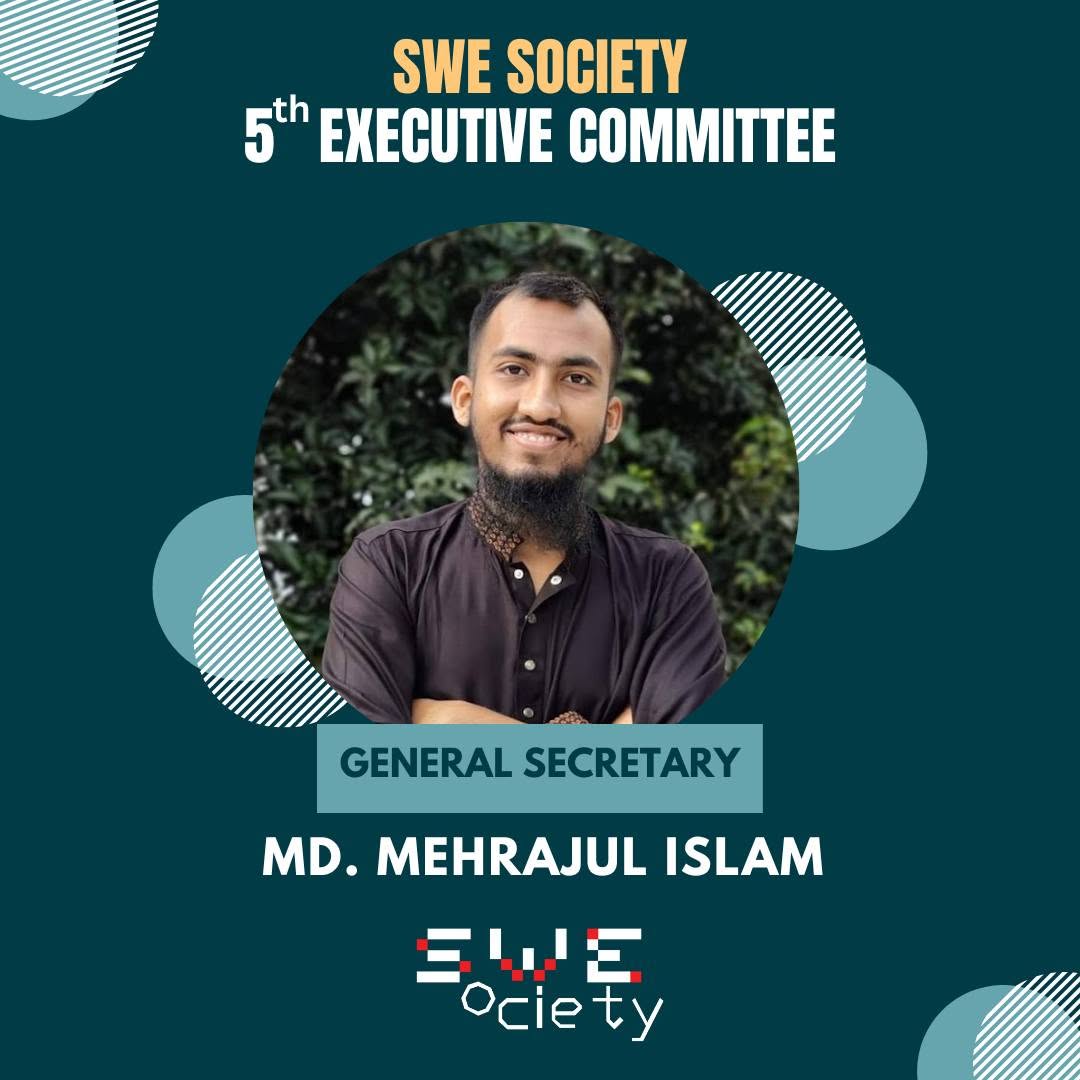 SWE SOCIETY
5th EXECUTIVE COMMITTEE
GENERAL SECRETARY
MD. MEHRAJUL ISLAM
SWE
Ociety